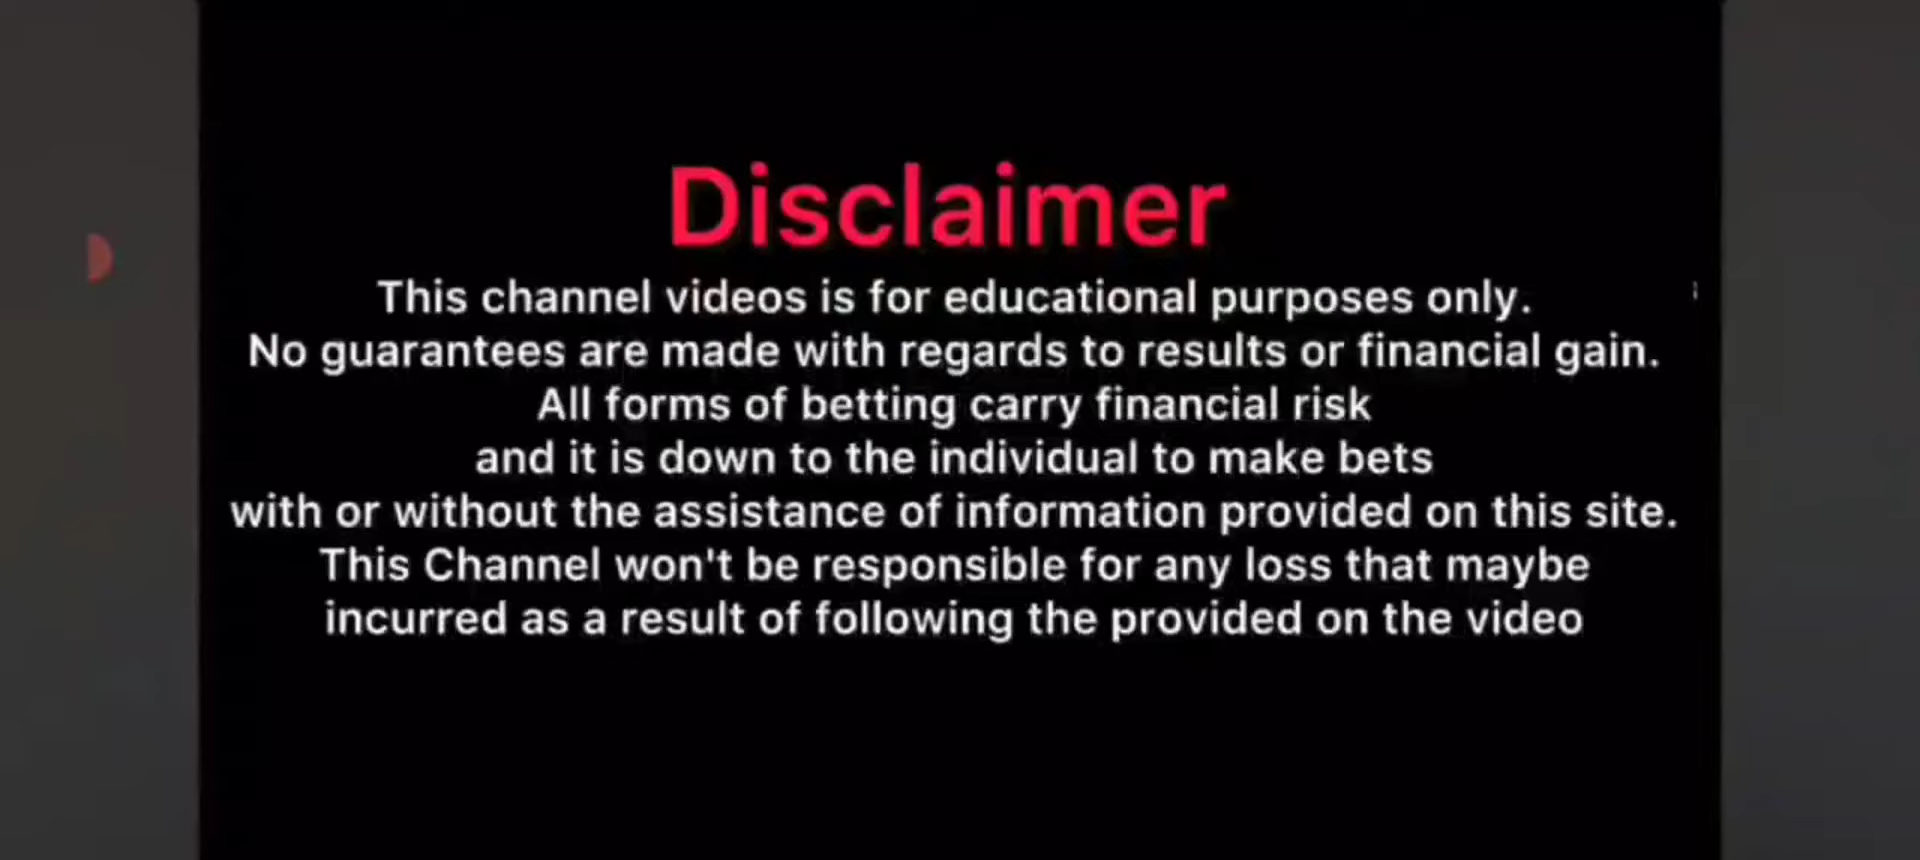 Disclaimer
This channel videos is for educational purposes only.
No guarantees are made with regards to results or financial gain.
All forms of betting carry financial risk
and it is down to the individual to make bets
with or without the assistance of information provided on this site.
This Channel won't be responsible for any loss that maybe
incurred as a result of following the provided on the video